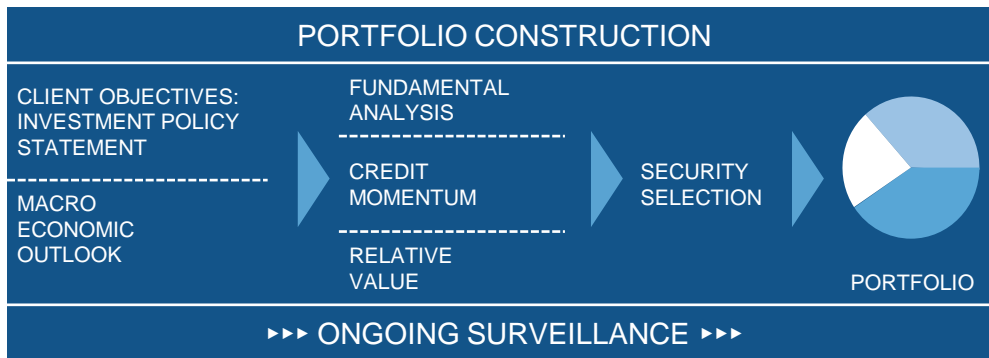 PORTFOLIO CONSTRUCTION
CLIENT OBJECTIVES:
INVESTMENT POLICY
STATEMENT
MACRO
ECONOMIC
OUTLOOK
FUNDAMENTAL
ANALYSIS
CREDIT
MOMENTUM
RELATIVE
VALUE
SECURITY
SELECTION
PORTFOLIO
ONGOING SURVEILLANCE